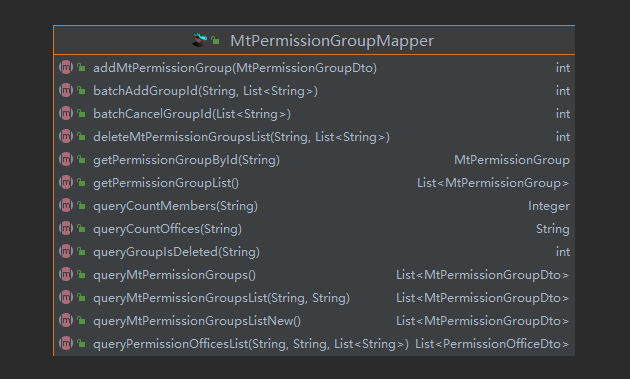 MtPermissionGroupMapper
addMtPermissionGroup(MtPermissionGroupDto) int
batchAddGroupId(String, List<String>) int
batchCancelGroupId(List<String>) int
deleteMtPermissionGroupsList(String, List<String>) int
getPermissionGroupById(String) MtPermissionGroup
getPermissionGroupList() List<MtPermissionGroup>
queryCountMembers(String) Integer
queryCountOffices(String) String
queryGroupIsDeleted(String) int
queryMtPermissionGroups() List<MtPermissionGroupDto>
queryMtPermissionGroupsList(String, String) List<MtPermissionGroupDto>
queryMtPermissionGroupsListNew() List<MtPermissionGroupDto>
queryPermissionOfficesList(String, String, List<String>) List<PermissionOfficeDto>